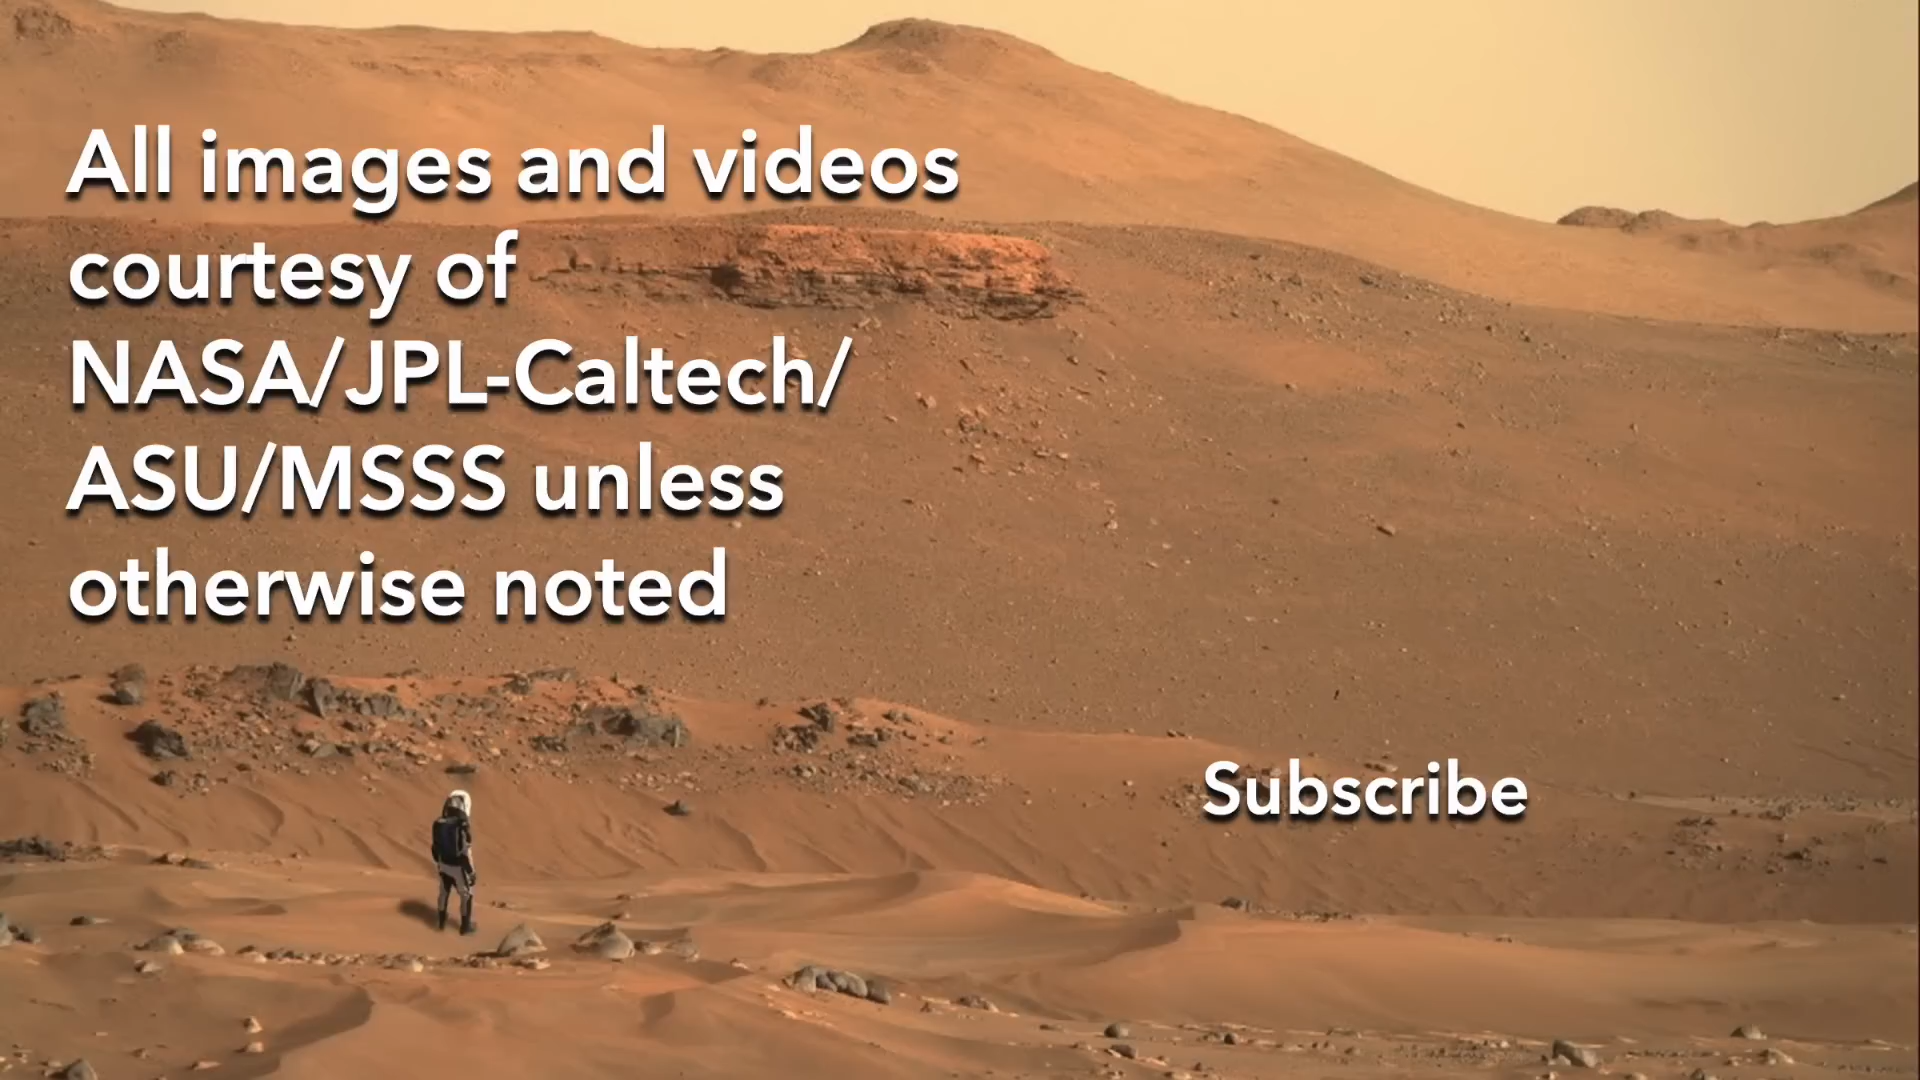 All images and videos
courtesy of
NASA/JPL-Caltech/
ASU/MSSS unless
otherwise noted
Subscribe